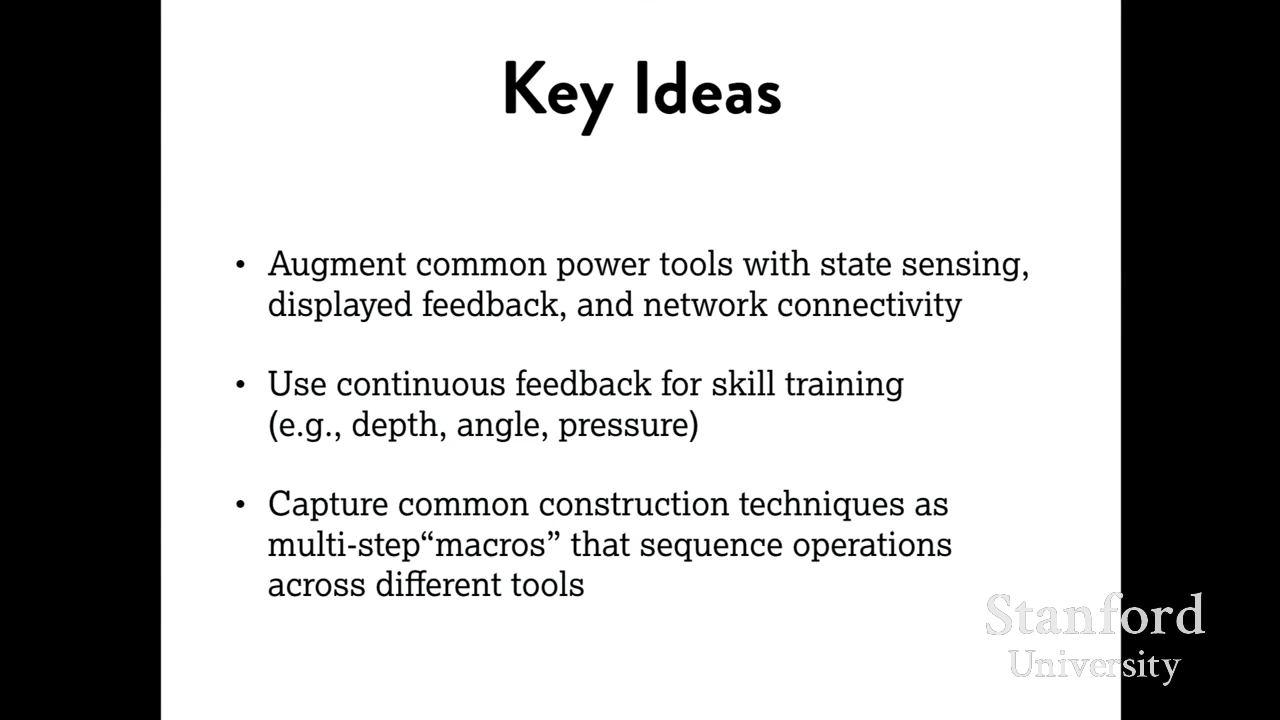 Key Ideas
• Augment common power tools with state sensing,
displayed feedback, and network connectivity
• Use continuous feedback for skill training
(e.g., depth, angle, pressure)
• Capture common construction techniques as
multi-step“macros” that sequence operations
across different tools
Stanford
University